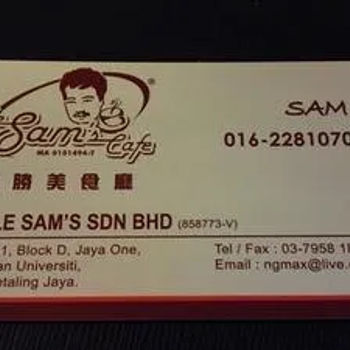 Sam's Cafe
®
MA 0101494-T
勝美食廳
SAM
016-2281070
LE SAM'S SDN BHD (858773-V)
1, Block D, Jaya One,
an Universiti,
etaling Jaya.
Tel / Fax : 03-7958 1
Email : ngmax@live.